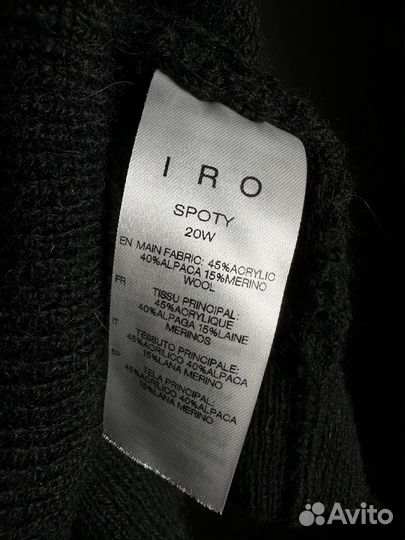 IRO
SPOTY
20W
EN MAIN FABRIC: 45%ACRYLIC
40%ALPACA 15%MERINO
WOOL
FR
TISSU PRINCIPAL:
45%ACRYLIQUE
40%ALPAGA 15%LAINE
MERINOS
IT
TESSUTO PRINCIPALE:
45%ACRILICO 40%ALPACA
15%LANA MERINO
SP
TELA PRINCIPAL:
45%ACRÍLICO 40%ALPACA
15%LANA MERINO
Avito